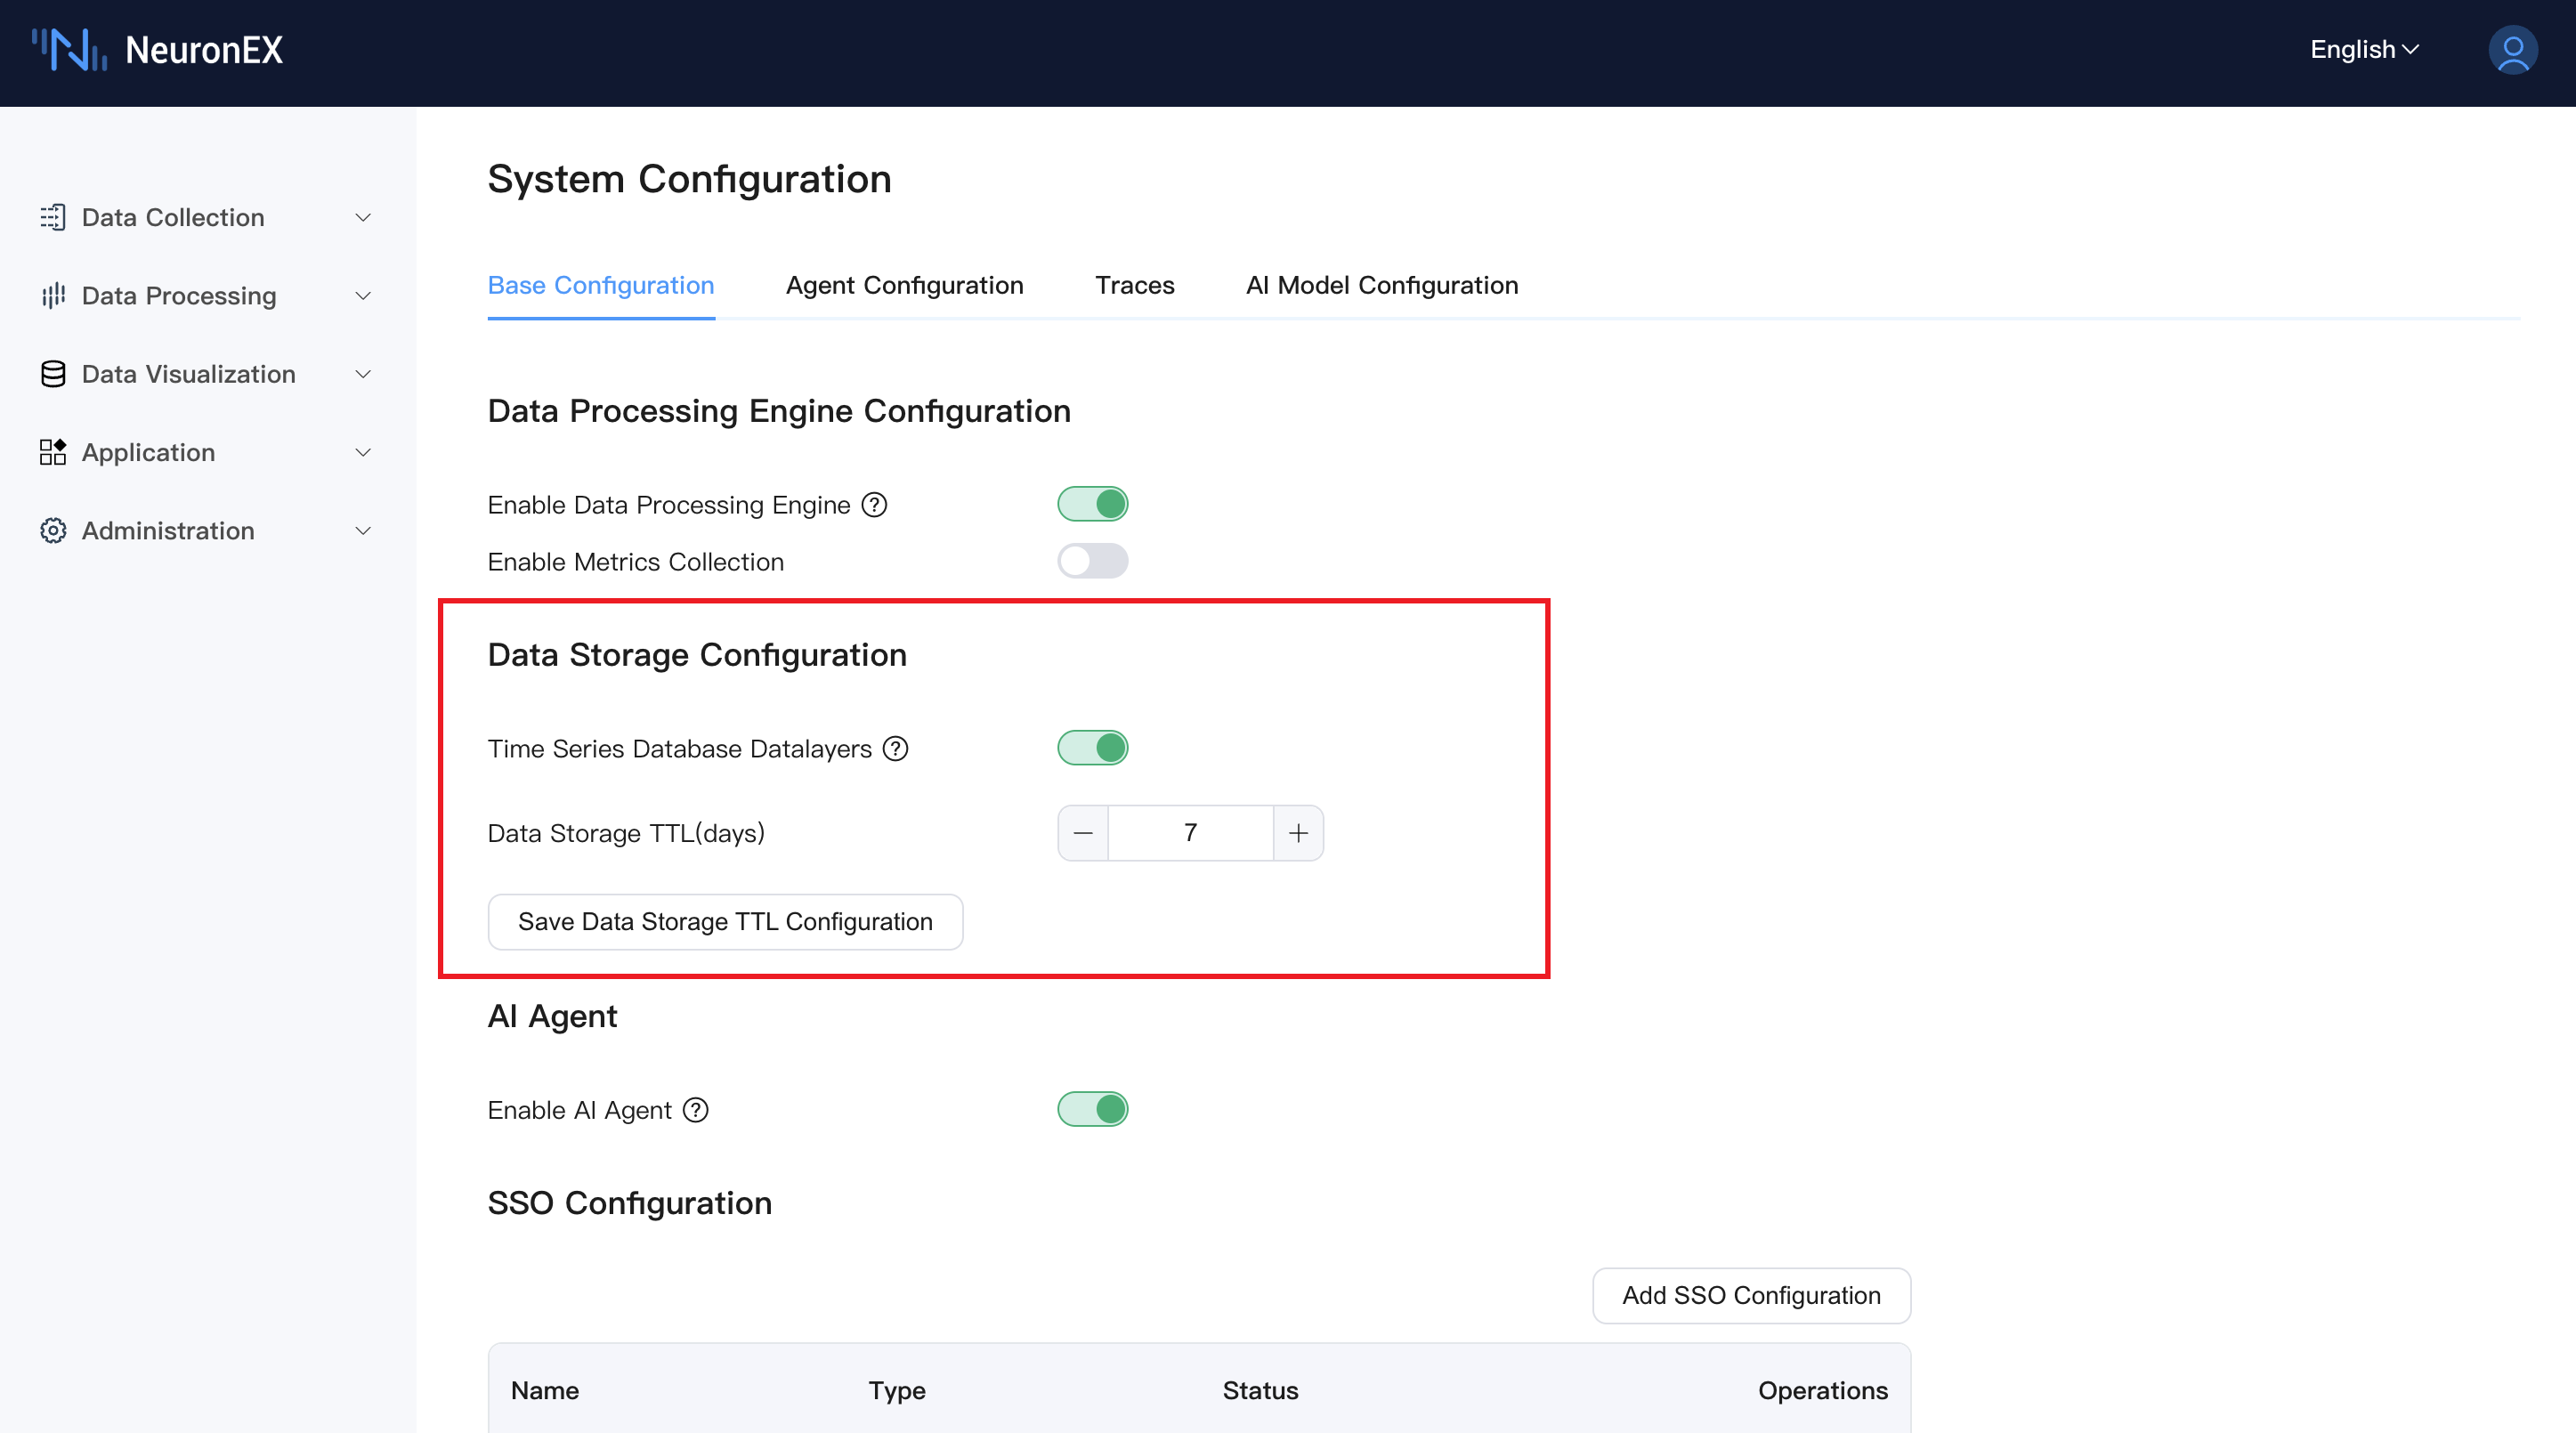 NeuronEX
English
Data Collection
Data Processing
Data Visualization
Application
Administration
System Configuration
Base Configuration
Agent Configuration
Traces
AI Model Configuration
Data Processing Engine Configuration
Enable Data Processing Engine ?
Enable Metrics Collection
Data Storage Configuration
Time Series Database Datalayers ?
Data Storage TTL(days)
— 7 +
Save Data Storage TTL Configuration
AI Agent
Enable AI Agent ?
SSO Configuration
Add SSO Configuration
Name Type Status Operations